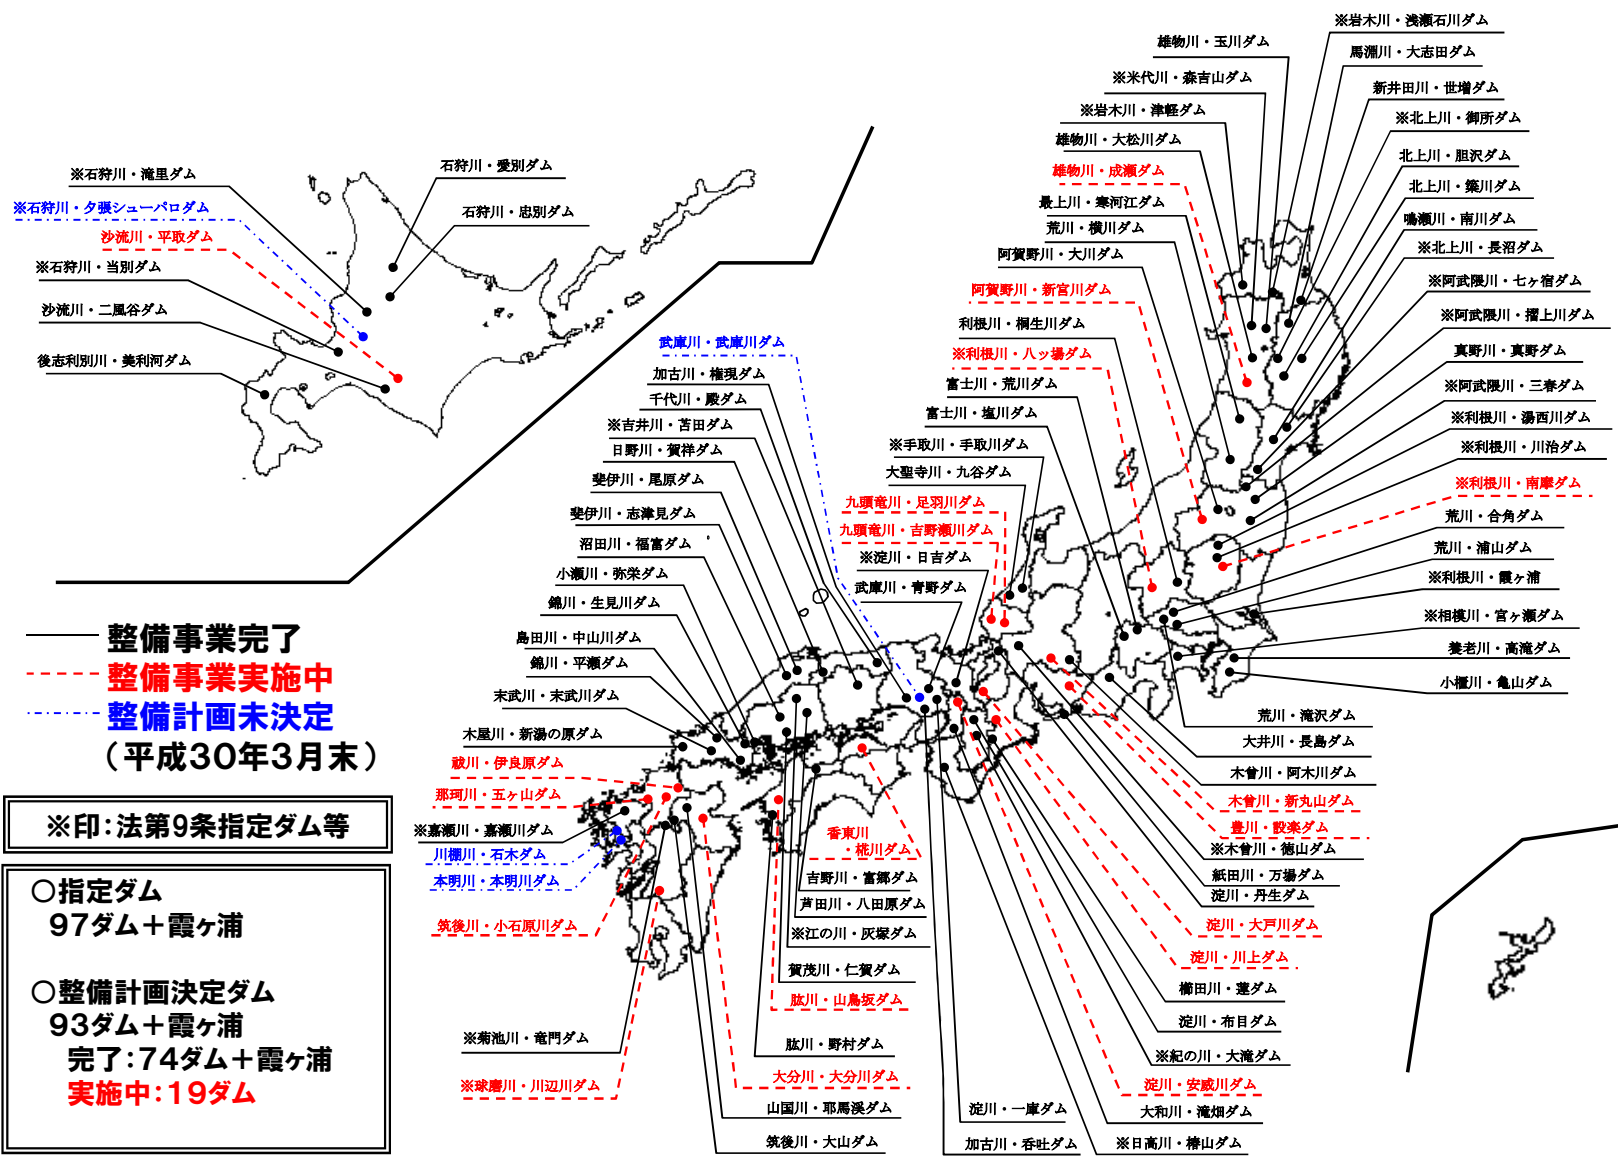 ※石狩川・滝里ダム
※石狩川・夕張シューパロダム
沙流川・平取ダム
※石狩川・当別ダム
沙流川・二風谷ダム
後志利別川・美利河ダム
石狩川・愛別ダム
石狩川・忠別ダム
※岩木川・浅瀬石川ダム
雄物川・玉川ダム
馬淵川・大志田ダム
※米代川・森吉山ダム
新井田川・世増ダム
※岩木川・津軽ダム
※北上川・御所ダム
雄物川・大松川ダム
北上川・胆沢ダム
雄物川・成瀬ダム
北上川・簗川ダム
最上川・寒河江ダム
鳴瀬川・南川ダム
荒川・横川ダム
※北上川・長沼ダム
阿賀野川・大川ダム
※阿武隈川・七ヶ宿ダム
阿賀野川・新宮川ダム
※阿武隈川・摺上川ダム
利根川・桐生川ダム
真野川・真野ダム
※利根川・八ッ場ダム
※阿武隈川・三春ダム
富士川・荒川ダム
※利根川・湯西川ダム
富士川・塩川ダム
※利根川・川治ダム
※手取川・手取川ダム
大聖寺川・九谷ダム
※利根川・南摩ダム
九頭竜川・足羽川ダム
荒川・合角ダム
九頭竜川・吉野瀬川ダム
荒川・浦山ダム
※淀川・日吉ダム
※利根川・霞ヶ浦
武庫川・青野ダム
※相模川・宮ヶ瀬ダム
養老川・高滝ダム
小櫃川・亀山ダム
荒川・滝沢ダム
大井川・長島ダム
木曽川・阿木川ダム
木曽川・新丸山ダム
豊川・設楽ダム
※木曽川・徳山ダム
紙田川・万場ダム
淀川・丹生ダム
淀川・大戸川ダム
淀川・川上ダム
櫛田川・蓮ダム
淀川・布目ダム
※紀の川・大滝ダム
淀川・安威川ダム
大和川・滝畑ダム
※日高川・椿山ダム
武庫川・武庫川ダム
加古川・権現ダム
千代川・殿ダム
※吉井川・苫田ダム
日野川・賀祥ダム
斐伊川・尾原ダム
斐伊川・志津見ダム
沼田川・福富ダム
小瀬川・弥栄ダム
錦川・生見川ダム
島田川・中山川ダム
錦川・平瀬ダム
末武川・末武川ダム
木屋川・新湯の原ダム
祓川・伊良原ダム
那珂川・五ヶ山ダム
※嘉瀬川・嘉瀬川ダム
川棚川・石木ダム
本明川・本明川ダム
筑後川・小石原川ダム
※菊池川・竜門ダム
※球磨川・川辺川ダム
香東川
・椛川ダム
吉野川・富郷ダム
芦田川・八田原ダム
※江の川・灰塚ダム
賀茂川・仁賀ダム
肱川・山鳥坂ダム
肱川・野村ダム
大分川・大分川ダム
山国川・耶馬溪ダム
筑後川・大山ダム
淀川・一庫ダム
加古川・呑吐ダム
整備事業完了
整備事業実施中
整備計画未決定
（平成30年3月末）
※印：法第9条指定ダム等
○指定ダム
97ダム＋霞ヶ浦
○整備計画決定ダム
93ダム＋霞ヶ浦
完了：74ダム＋霞ヶ浦
実施中：19ダム